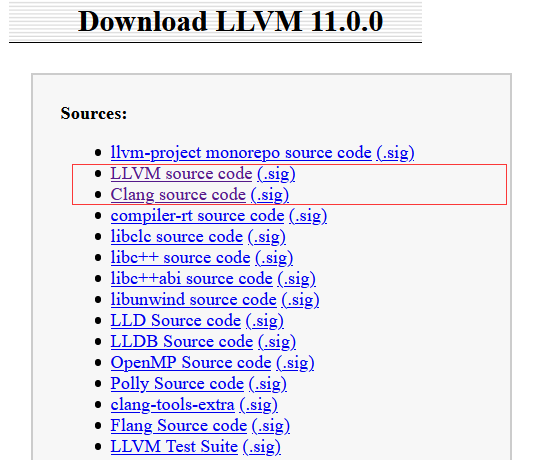 Download LLVM 11.0.0
Sources:
llvm-project monorepo source code (.sig)
LLVM source code (.sig)
Clang source code (.sig)
compiler-rt source code (.sig)
libclc source code (.sig)
libc++ source code (.sig)
libc++abi source code (.sig)
libunwind source code (.sig)
LLD Source code (.sig)
LLDB Source code (.sig)
OpenMP Source code (.sig)
Polly Source code (.sig)
clang-tools-extra (.sig)
Flang Source code (.sig)
LLVM Test Suite (.sig)